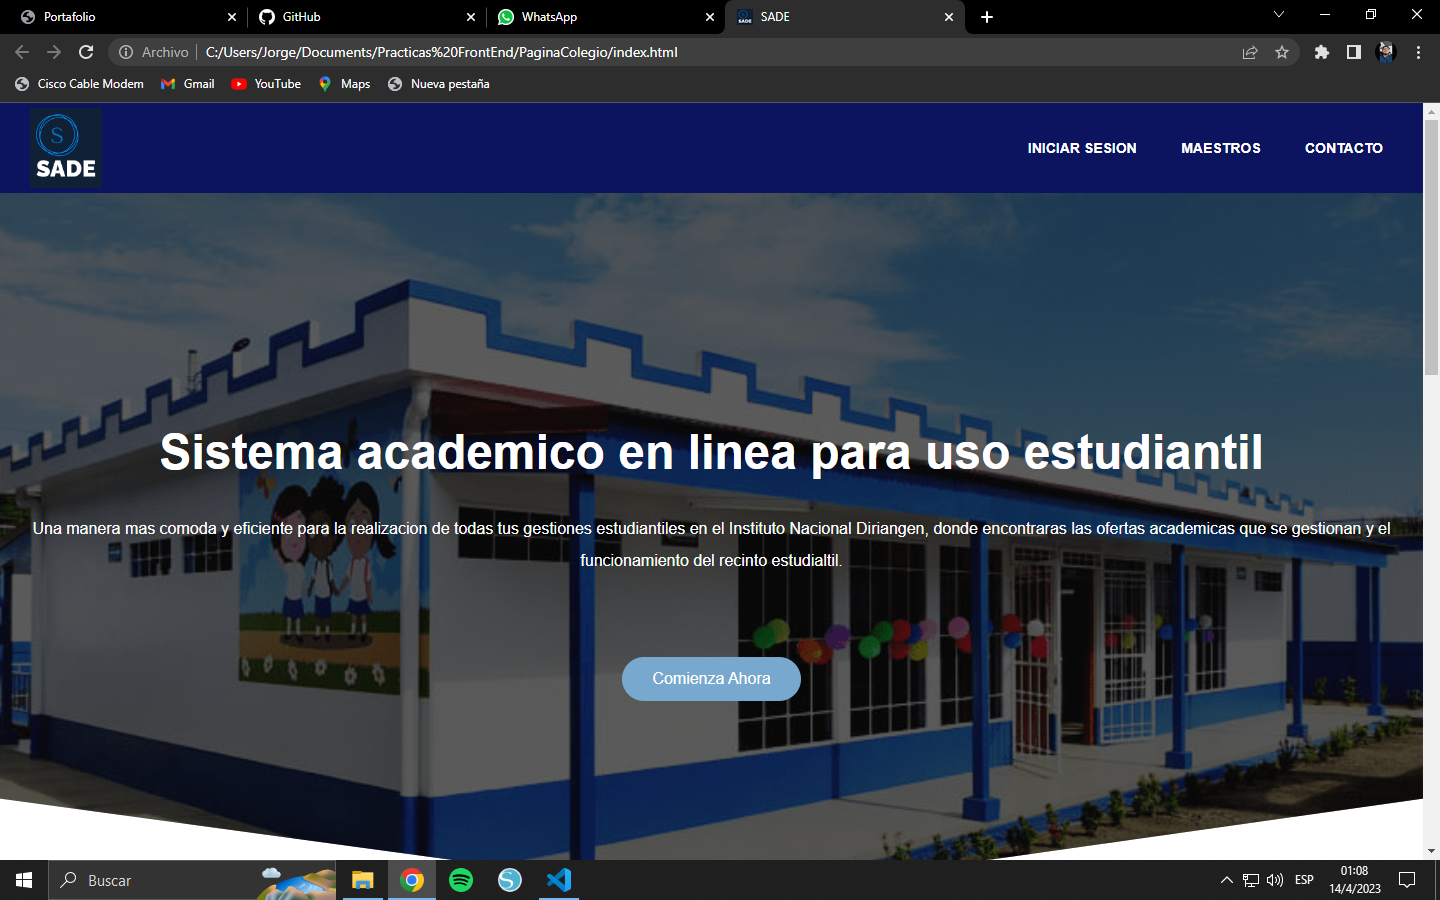 Portafolio
GitHub
WhatsApp
SADE
Archivo
C:/Users/Jorge/Documents/Practicas%20FrontEnd/PaginaColegio/index.html
Cisco Cable Modem
Gmail
YouTube
Maps
Nueva pestaña
S
SADE
INICIAR SESION
MAESTROS
CONTACTO
Sistema academico en linea para uso estudiantil
Una manera mas comoda y eficiente para la realizacion de todas tus gestiones estudiantiles en el Instituto Nacional Diriangen, donde encontraras las ofertas academicas que se gestionan y el
funcionamiento del recinto estudialtil.
Comienza Ahora
Buscar
ESP
01:08
14/4/2023